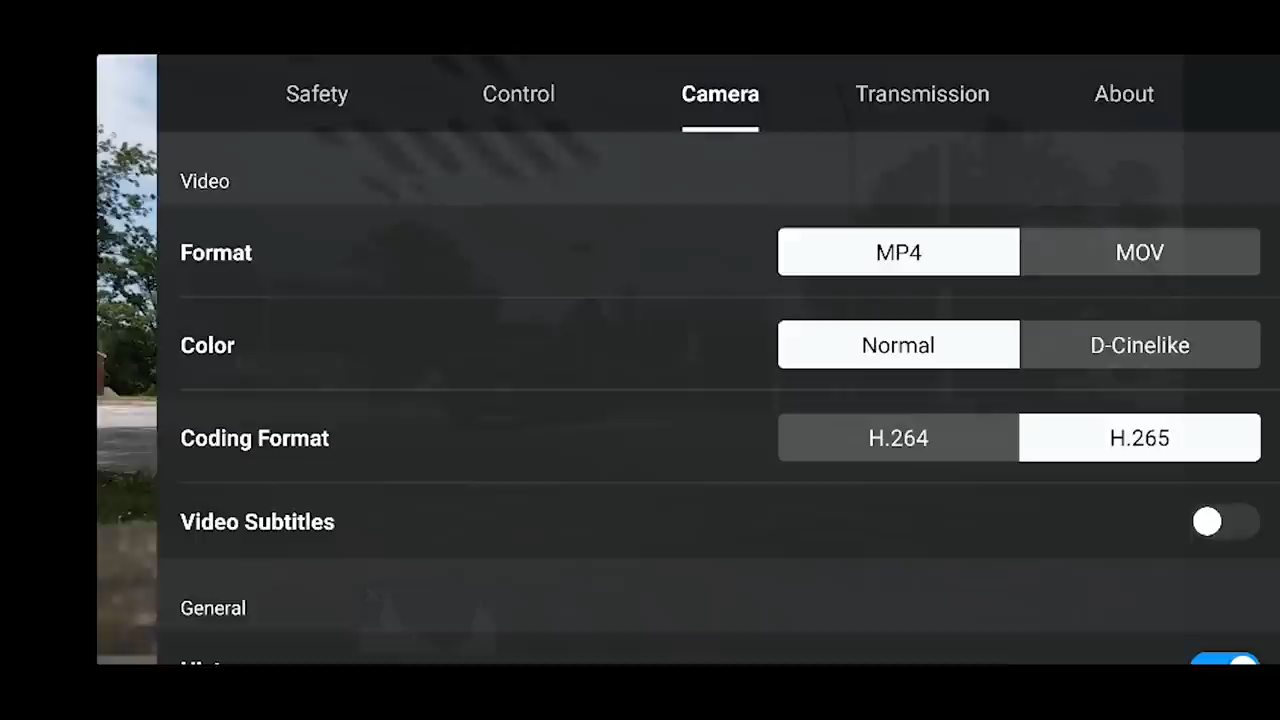 Safety Control Camera Transmission About
Video
Format MP4 MOV
Color Normal D-Cinelike
Coding Format H.264 H.265
Video Subtitles
General